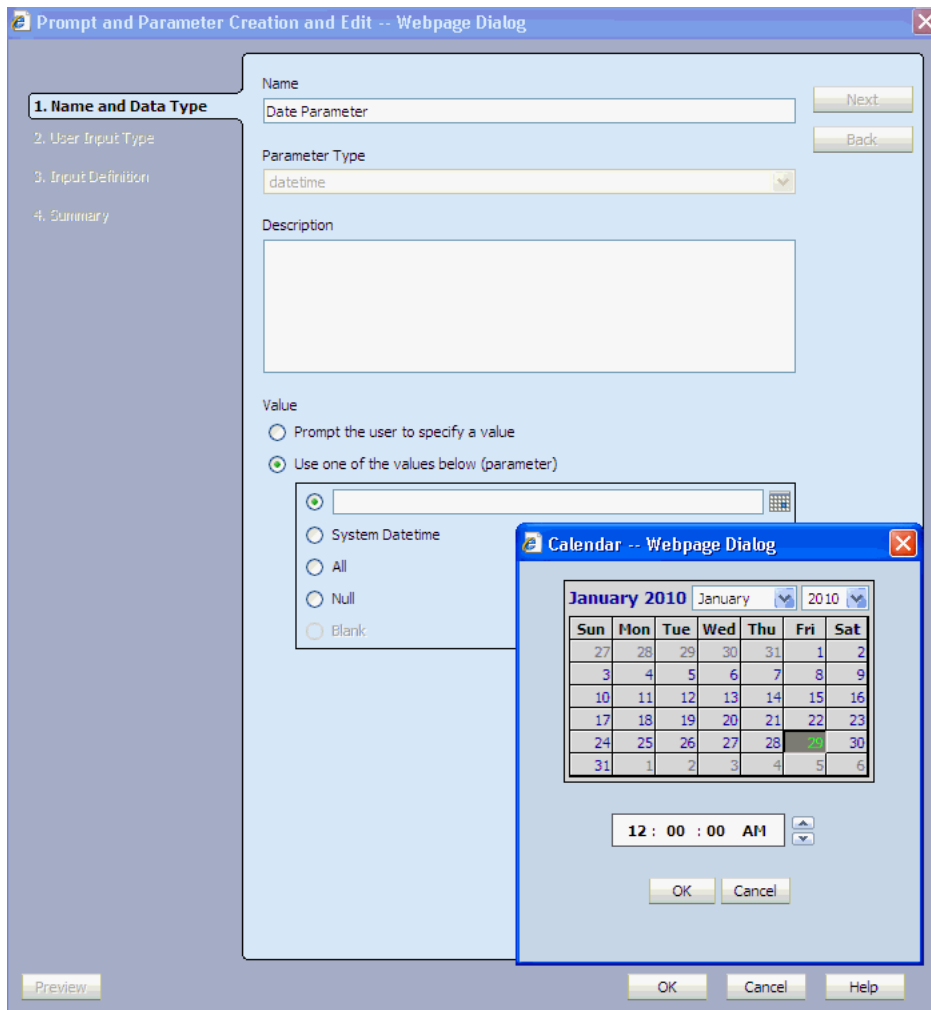 Prompt and Parameter Creation and Edit -- Webpage Dialog
1. Name and Data Type
2. User Input Type
3. Input Definition
4. Summary
Name
Date Parameter
Next
Back
Parameter Type
datetime
Description
Value
Prompt the user to specify a value
Use one of the values below (parameter)
System Datetime
All
Null
Blank
Calendar -- Webpage Dialog
January 2010 January 2010
Sun Mon Tue Wed Thu Fri Sat
27 28 29 30 31 1 2
3 4 5 6 7 8 9
10 11 12 13 14 15 16
17 18 19 20 21 22 23
24 25 26 27 28 29 30
31 1 2 3 4 5 6
12 : 00 : 00 AM
OK Cancel
Preview OK Cancel Help